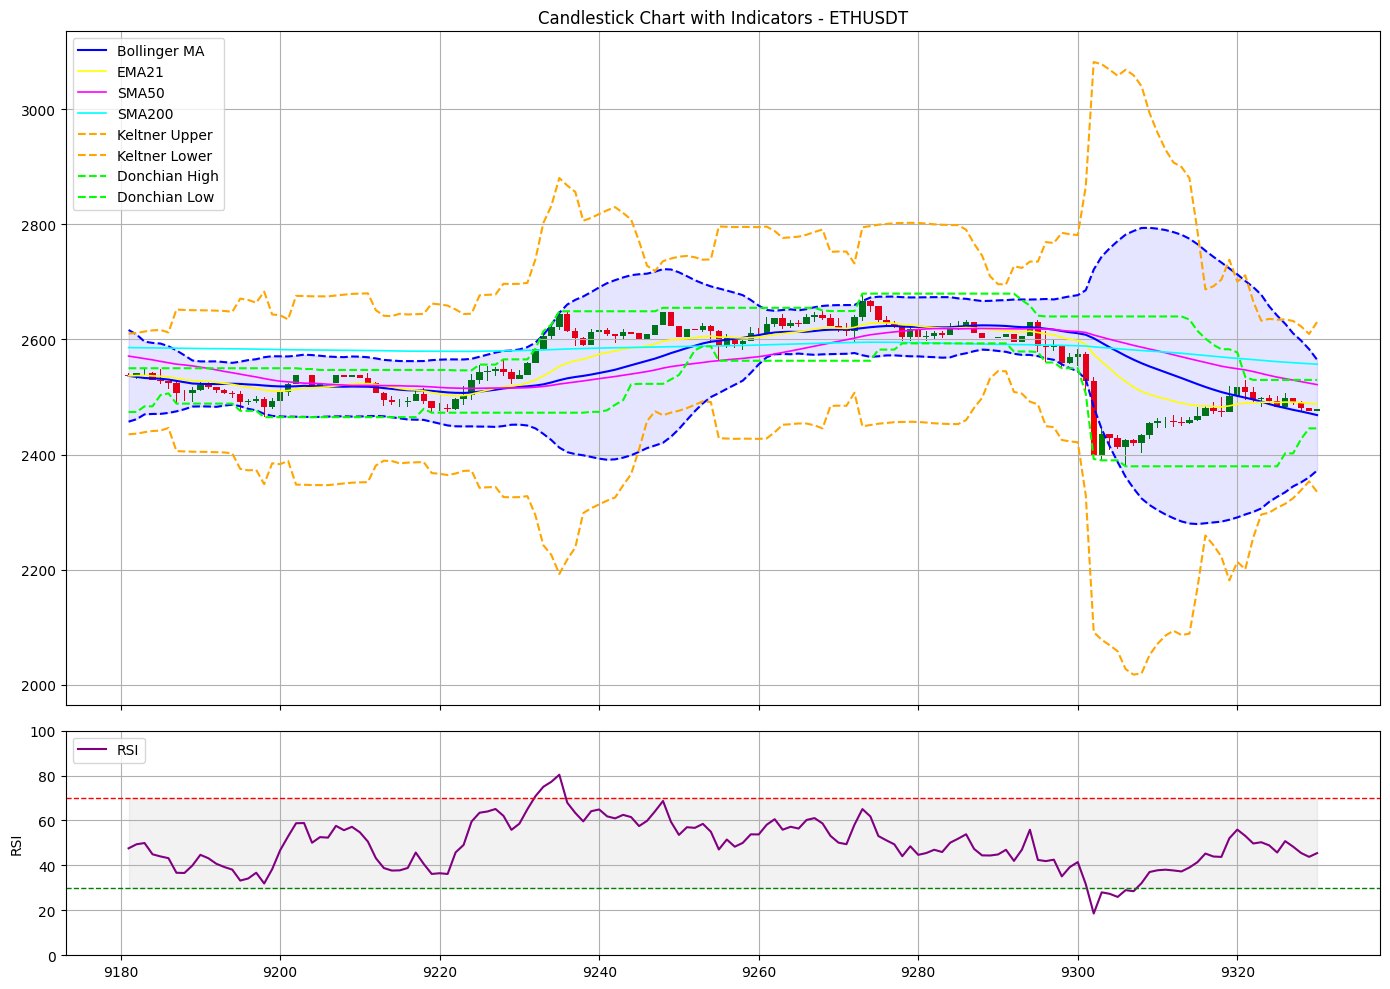 Candlestick Chart with Indicators - ETHUSDT
Bollinger MA
EMA21
SMA50
SMA200
Keltner Upper
Keltner Lower
Donchian High
Donchian Low
3000
2800
2600
2400
2200
2000
RSI
100
80
60
40
20
0
RSI
9180 9200 9220 9240 9260 9280 9300 9320